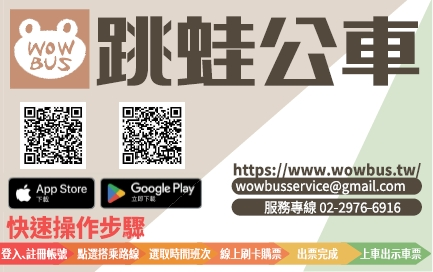 WOW
BUS
跳蛙公車
https://www.wowbus.tw/
wowbusservice@gmail.com
服務專線 02-2976-6916
App Store
下載
Google Play
立即下載
快速操作步驟
登入、註冊帳號 點選搭乘路線 選取時間班次 線上刷卡購票 出票完成 上車出示車票